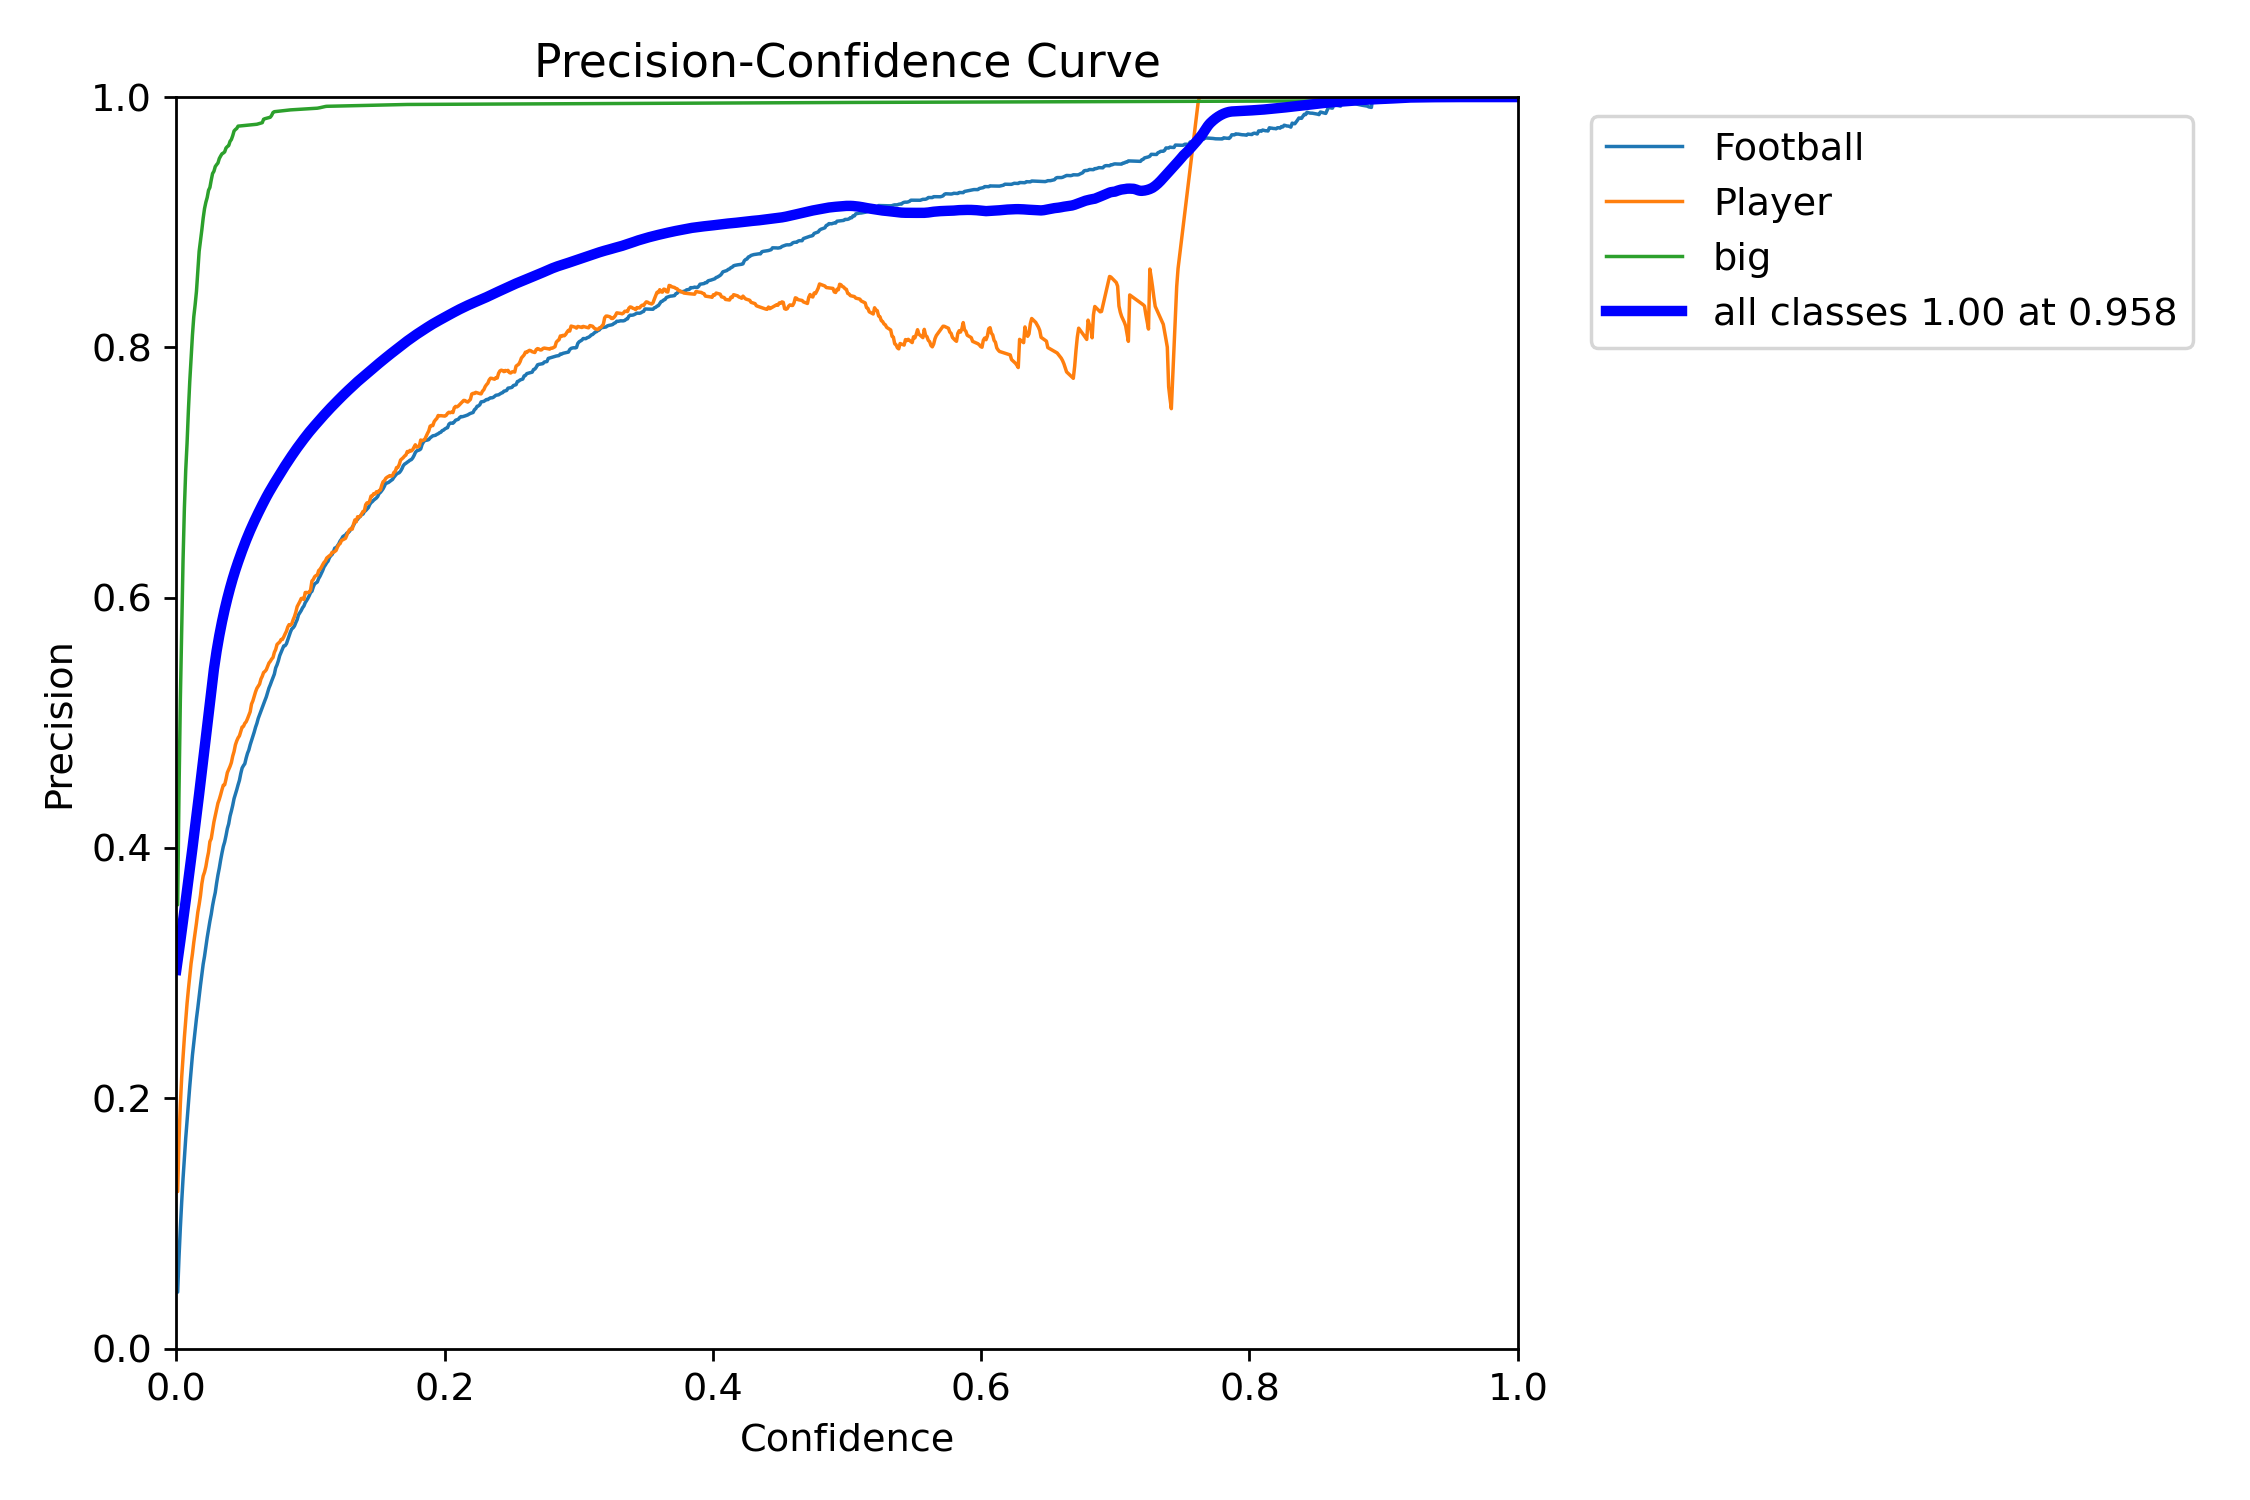 Precision-Confidence Curve
1.0
0.8
0.6
0.4
0.2
0.0
Precision
0.0 0.2 0.4 0.6 0.8 1.0
Confidence
Football
Player
big
all classes 1.00 at 0.958